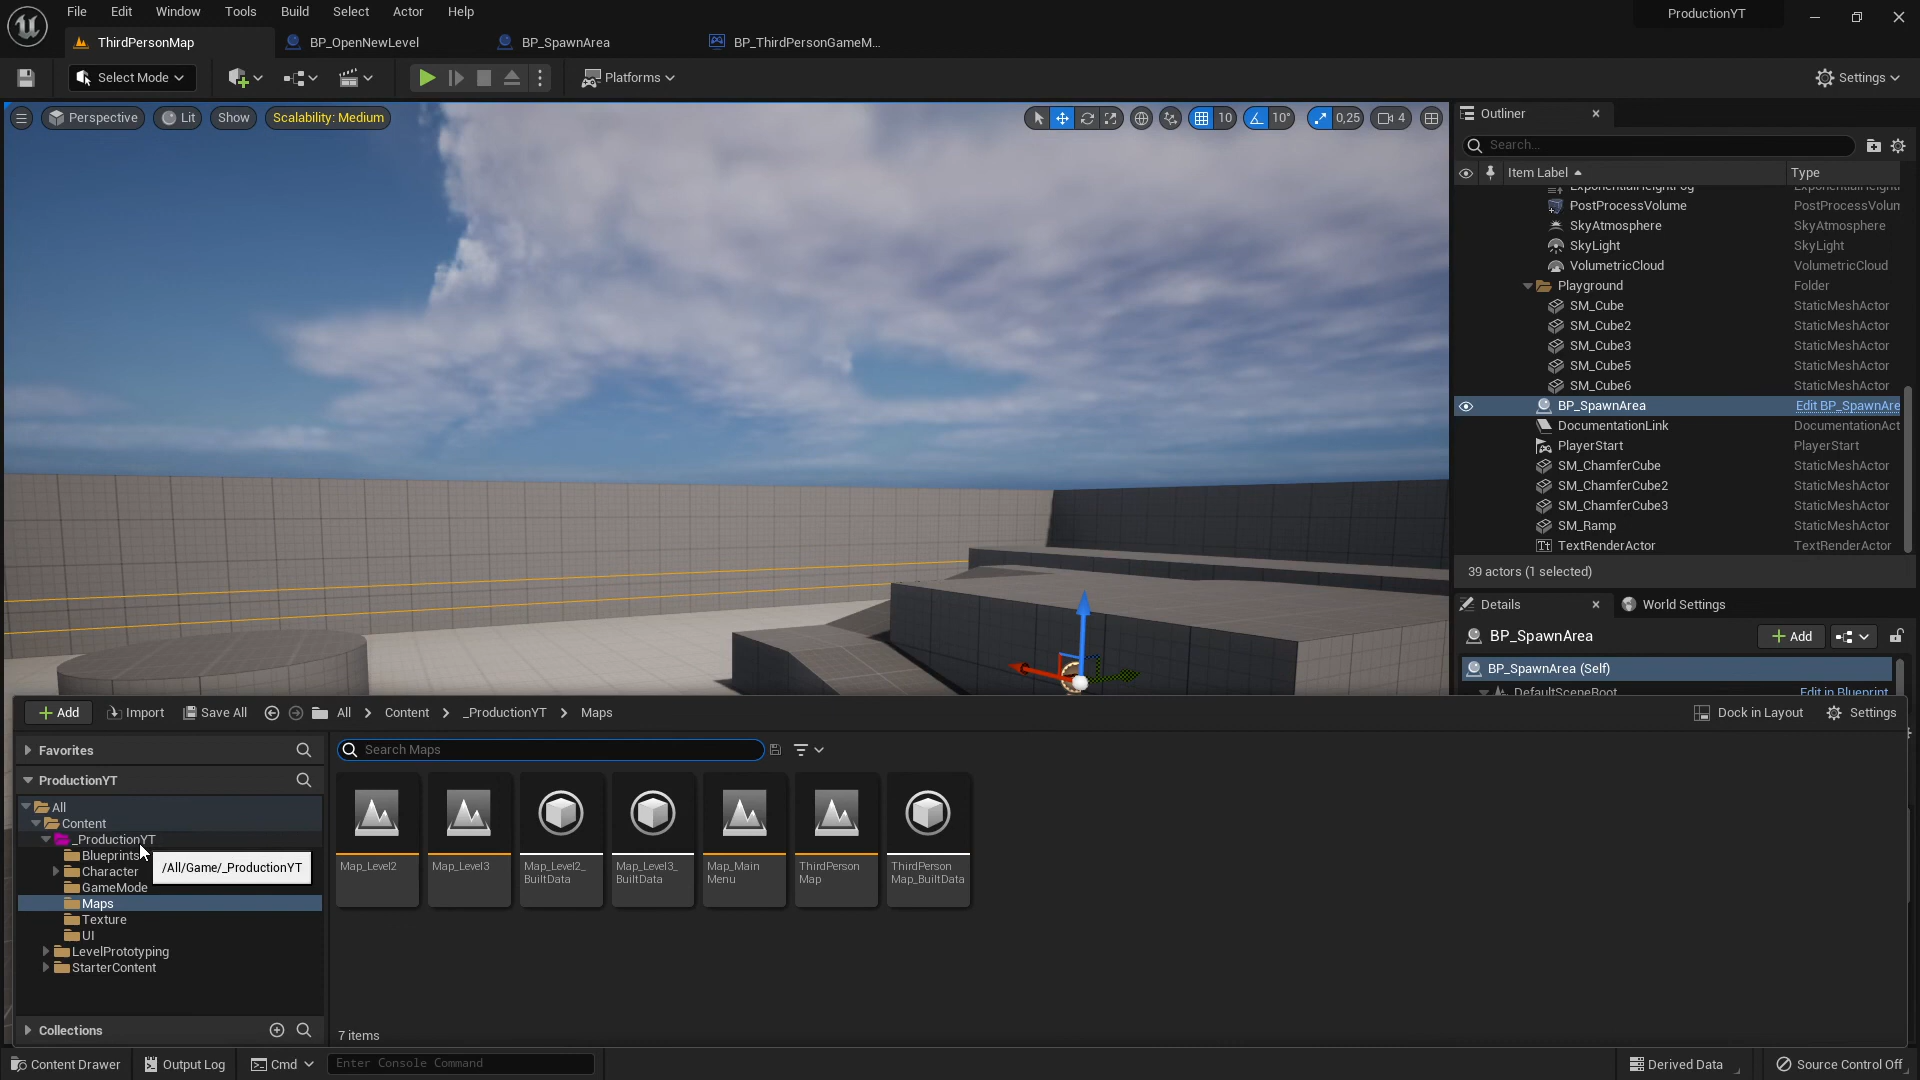 File Edit Window Tools Build Select Actor Help
ProductionYT
ThirdPersonMap BP_OpenNewLevel BP_SpawnArea BP_ThirdPersonGameM...
Select Mode Platforms Settings
Perspective Lit Show Scalability: Medium 10 10° 0,25 4
Outliner
Search...
Item Label Type
PostProcessVolume PostProcessVolun
SkyAtmosphere SkyAtmosphere
SkyLight SkyLight
VolumetricCloud VolumetricCloud
Playground Folder
SM_Cube StaticMeshActor
SM_Cube2 StaticMeshActor
SM_Cube3 StaticMeshActor
SM_Cube5 StaticMeshActor
SM_Cube6 StaticMeshActor
BP_SpawnArea Edit BP_SpawnAre
DocumentationLink DocumentationAct
PlayerStart PlayerStart
SM_ChamferCube StaticMeshActor
SM_ChamferCube2 StaticMeshActor
SM_ChamferCube3 StaticMeshActor
SM_Ramp StaticMeshActor
TextRenderActor TextRenderActor
39 actors (1 selected)
Details World Settings
BP_SpawnArea Add
BP_SpawnArea (Self)
DefaultSceneRoot Edit in Blueprint
Add Import Save All All Content _ProductionYT Maps Dock in Layout Settings
Favorites
Search Maps
ProductionYT
All
Content
_ProductionYT
Blueprints
Character
GameMode
Maps
Texture
UI
LevelPrototyping
StarterContent
/All/Game/_ProductionYT
Map_Level2
Map_Level3
Map_Level2_
BuiltData
Map_Level3_
BuiltData
Map_Main
Menu
ThirdPerson
Map
ThirdPerson
Map_BuiltData
Collections
7 items
Content Drawer Output Log Cmd Enter Console Command Derived Data Source Control Off